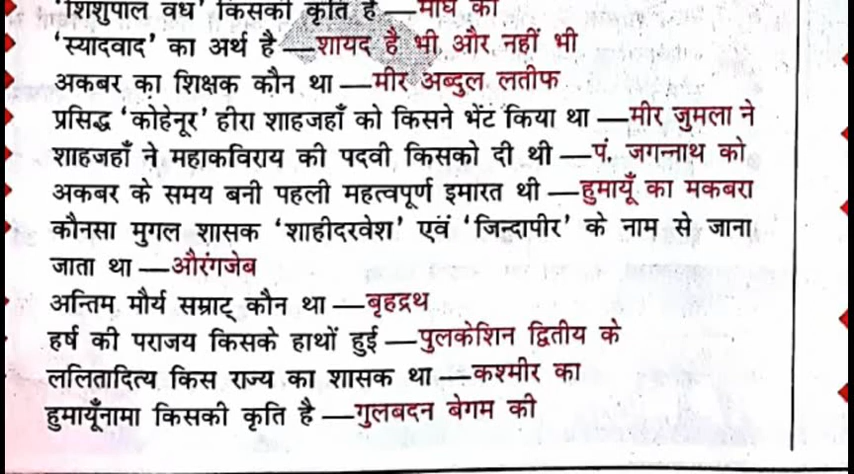 'शिशुपाल वध' किसकी कृति है —माघ की
'स्यादवाद' का अर्थ है —शायद है भी और नहीं भी
अकबर का शिक्षक कौन था —मीर अब्दुल लतीफ
प्रसिद्ध 'कोहेनूर' हीरा शाहजहाँ को किसने भेंट किया था —मीर जुमला ने
शाहजहाँ ने महाकविराय की पदवी किसको दी थी —पं. जगन्नाथ को
अकबर के समय बनी पहली महत्वपूर्ण इमारत थी —हुमायूँ का मकबरा
कौनसा मुगल शासक 'शाहीदरवेश' एवं 'जिन्दापीर' के नाम से जाना
जाता था —औरंगजेब
अन्तिम मौर्य सम्राट् कौन था —बृहद्रथ
हर्ष की पराजय किसके हाथों हुई —पुलकेशिन द्वितीय के
ललितादित्य किस राज्य का शासक था —कश्मीर का
हुमायूँनामा किसकी कृति है —गुलबदन बेगम की